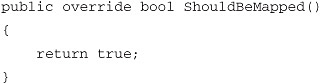 public override bool ShouldBeMapped()
{
    return true;
}